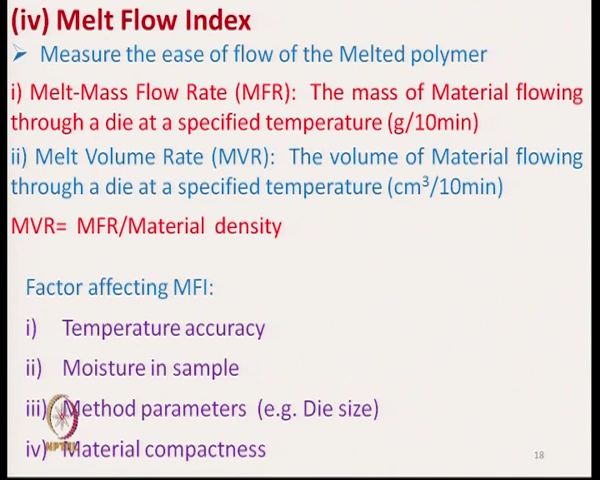 (iv) Melt Flow Index
➢ Measure the ease of flow of the Melted polymer
i) Melt-Mass Flow Rate (MFR): The mass of Material flowing
through a die at a specified temperature (g/10min)
ii) Melt Volume Rate (MVR): The volume of Material flowing
through a die at a specified temperature (cm³/10min)
MVR= MFR/Material density
Factor affecting MFI:
i) Temperature accuracy
ii) Moisture in sample
iii) Method parameters (e.g. Die size)
iv) Material compactness
NPTEL
18